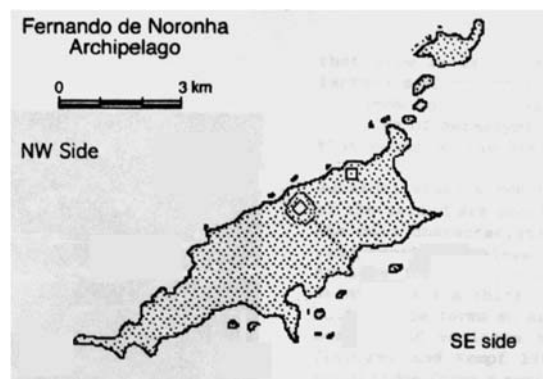 Fernando de Noronha
Archipelago
0 3 km
NW Side
SE side